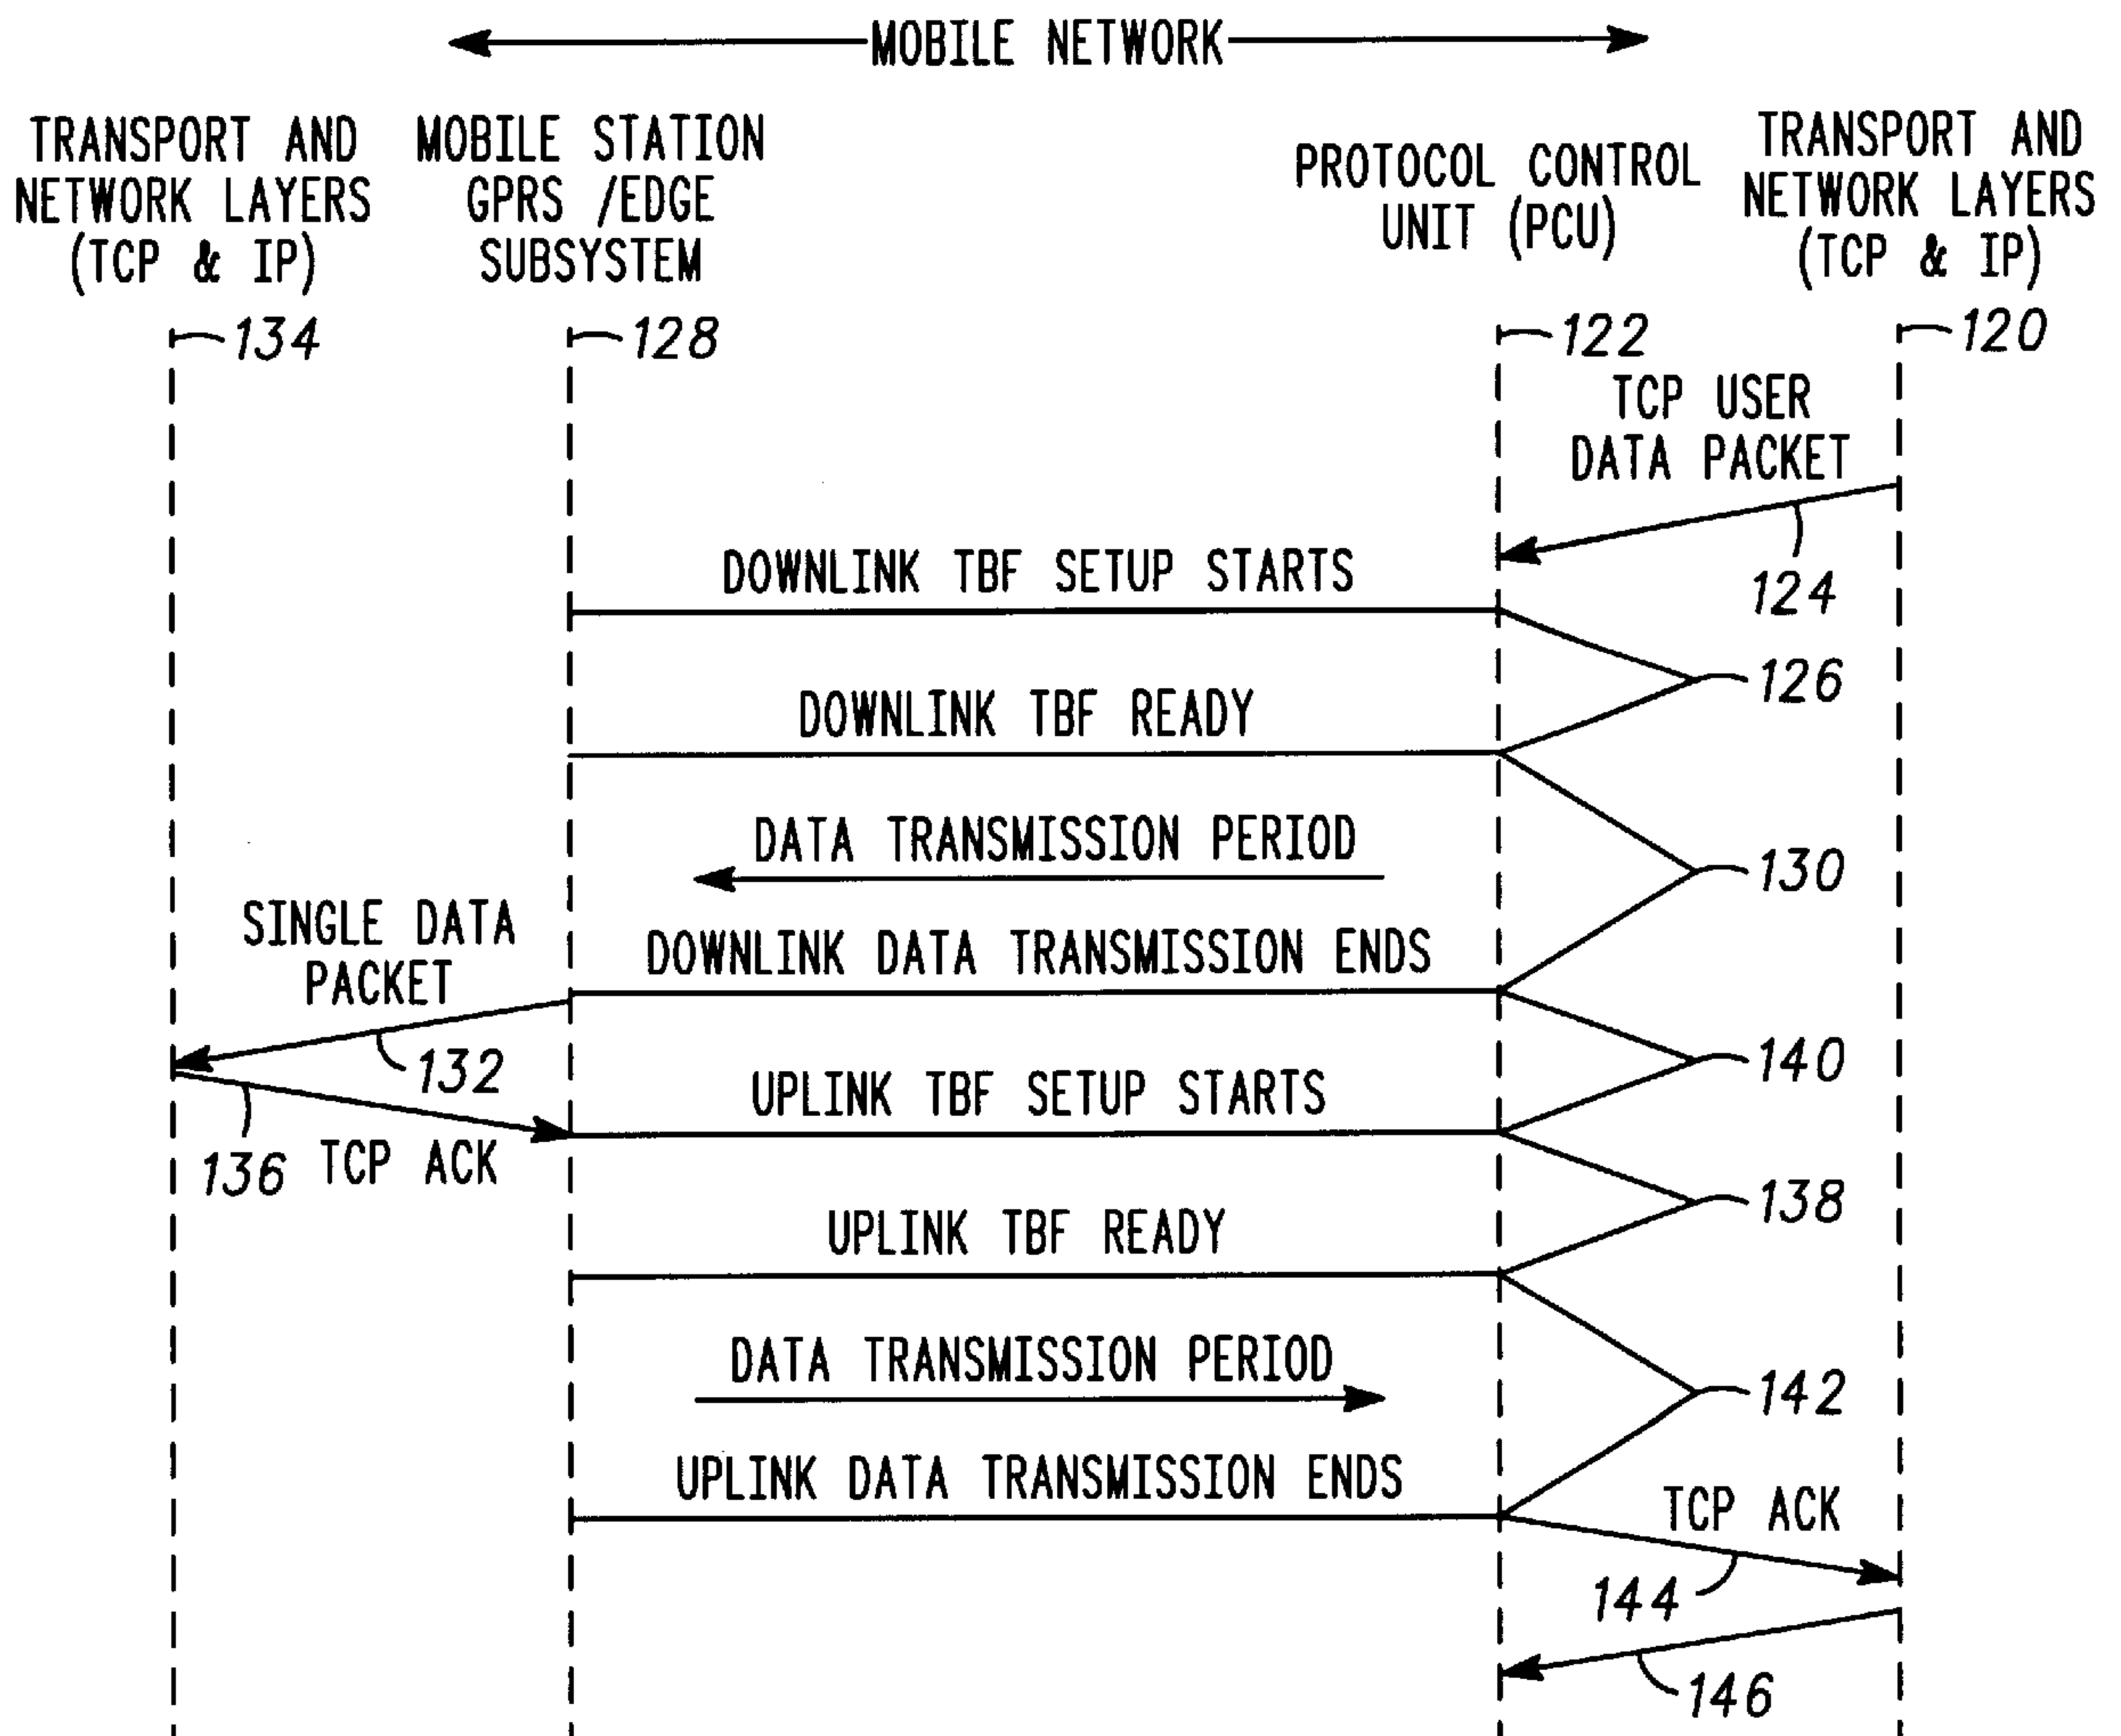 MOBILE NETWORK
TRANSPORT AND
NETWORK LAYERS
(TCP & IP)
MOBILE STATION
GPRS /EDGE
SUBSYSTEM
PROTOCOL CONTROL
UNIT (PCU)
TRANSPORT AND
NETWORK LAYERS
(TCP & IP)
134
128
122
120
TCP USER
DATA PACKET
124
DOWNLINK TBF SETUP STARTS
126
DOWNLINK TBF READY
DATA TRANSMISSION PERIOD
130
SINGLE DATA
PACKET
DOWNLINK DATA TRANSMISSION ENDS
132
140
UPLINK TBF SETUP STARTS
136
TCP ACK
138
UPLINK TBF READY
DATA TRANSMISSION PERIOD
142
UPLINK DATA TRANSMISSION ENDS
TCP ACK
144
146